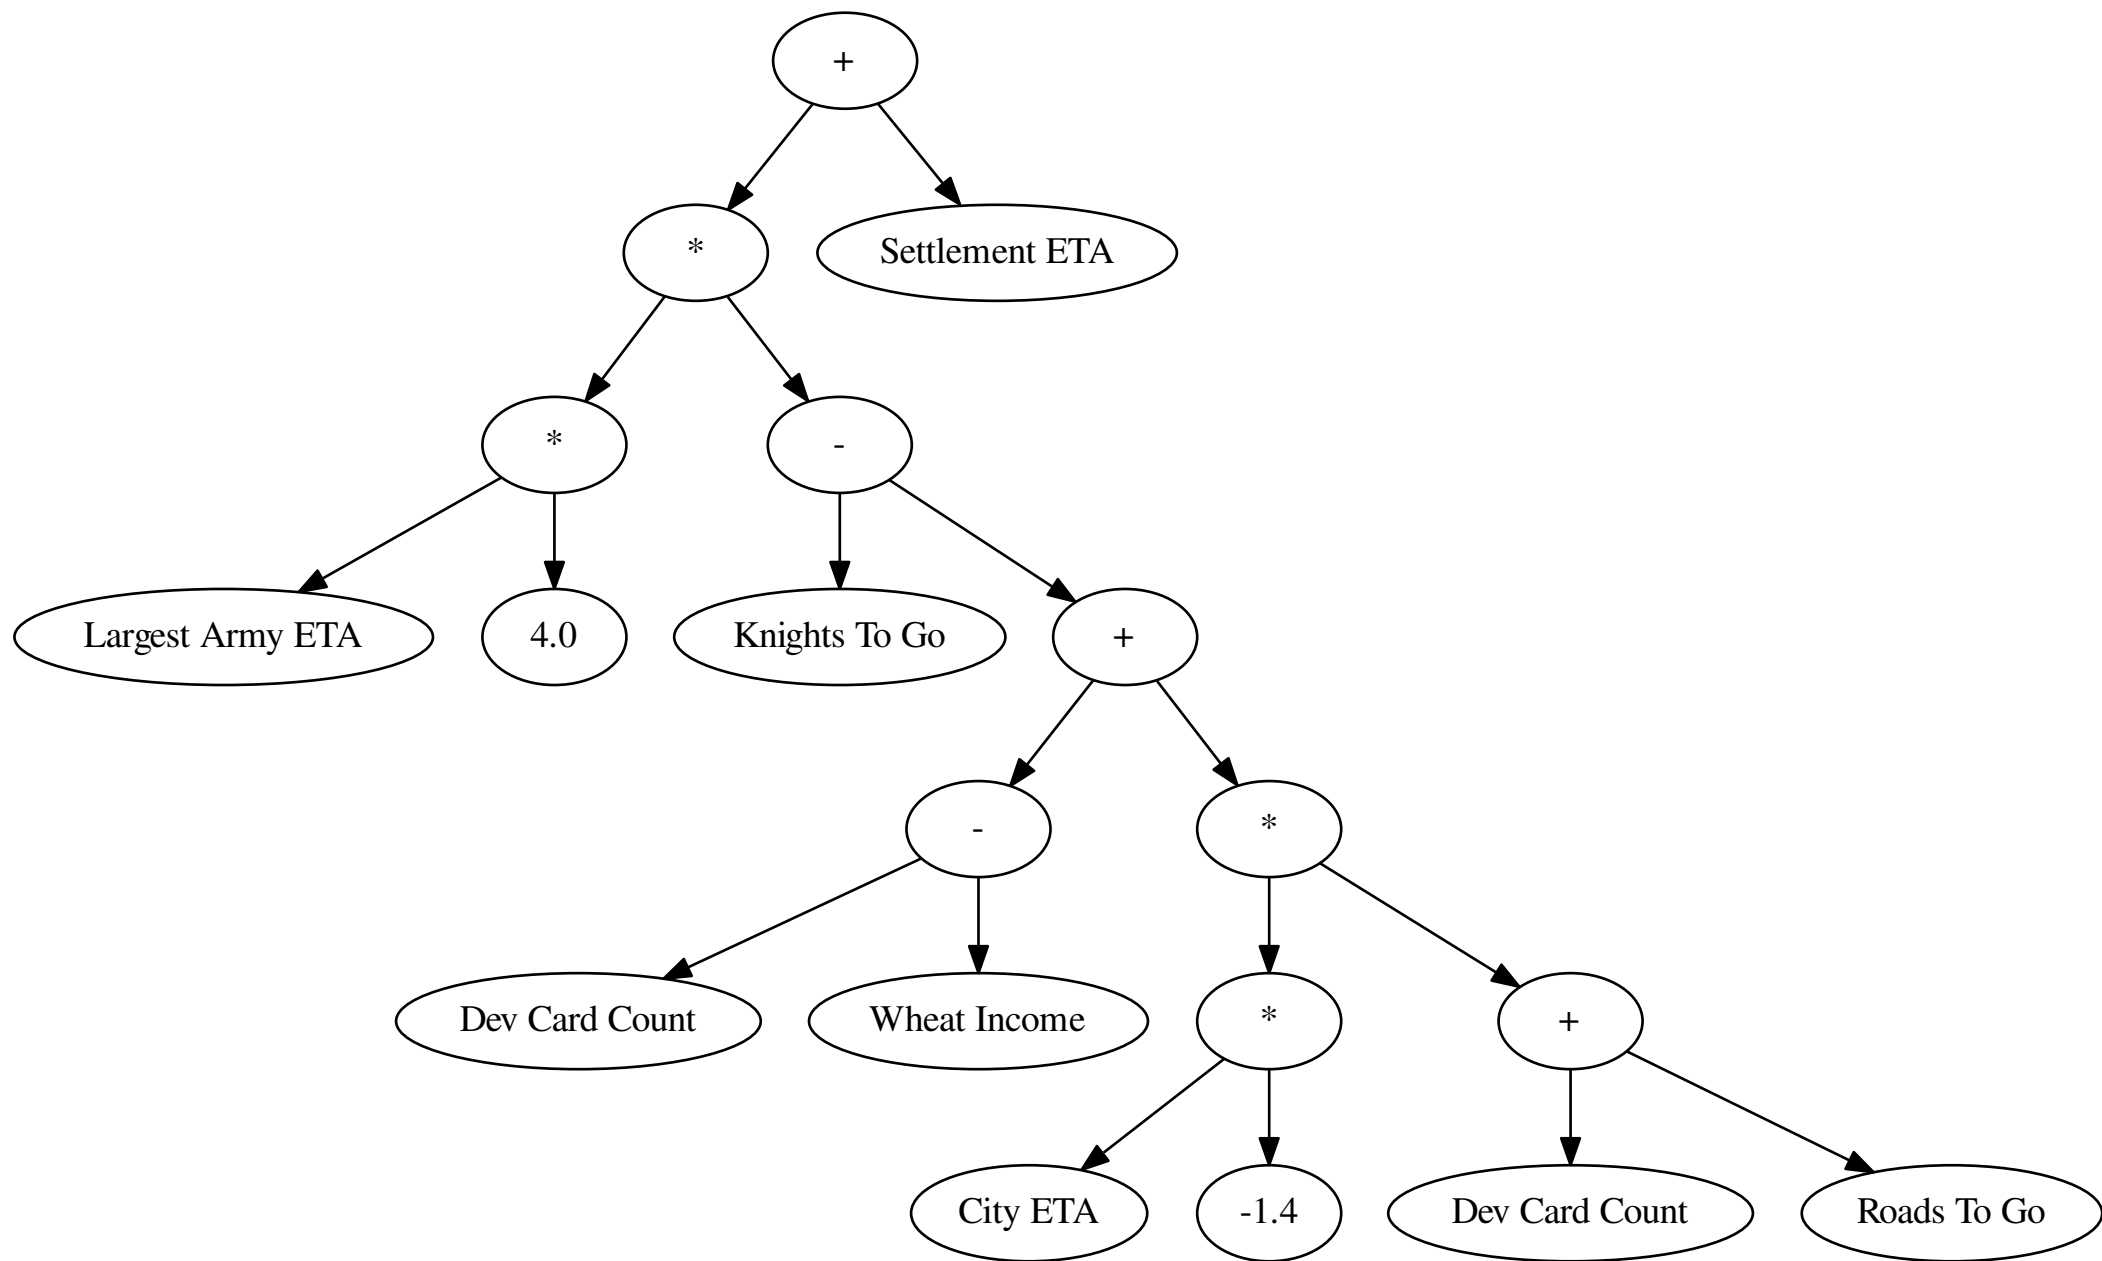 +
*
Settlement ETA
*
-
Largest Army ETA
4.0
Knights To Go
+
-
*
Dev Card Count
Wheat Income
*
+
City ETA
-1.4
Dev Card Count
Roads To Go